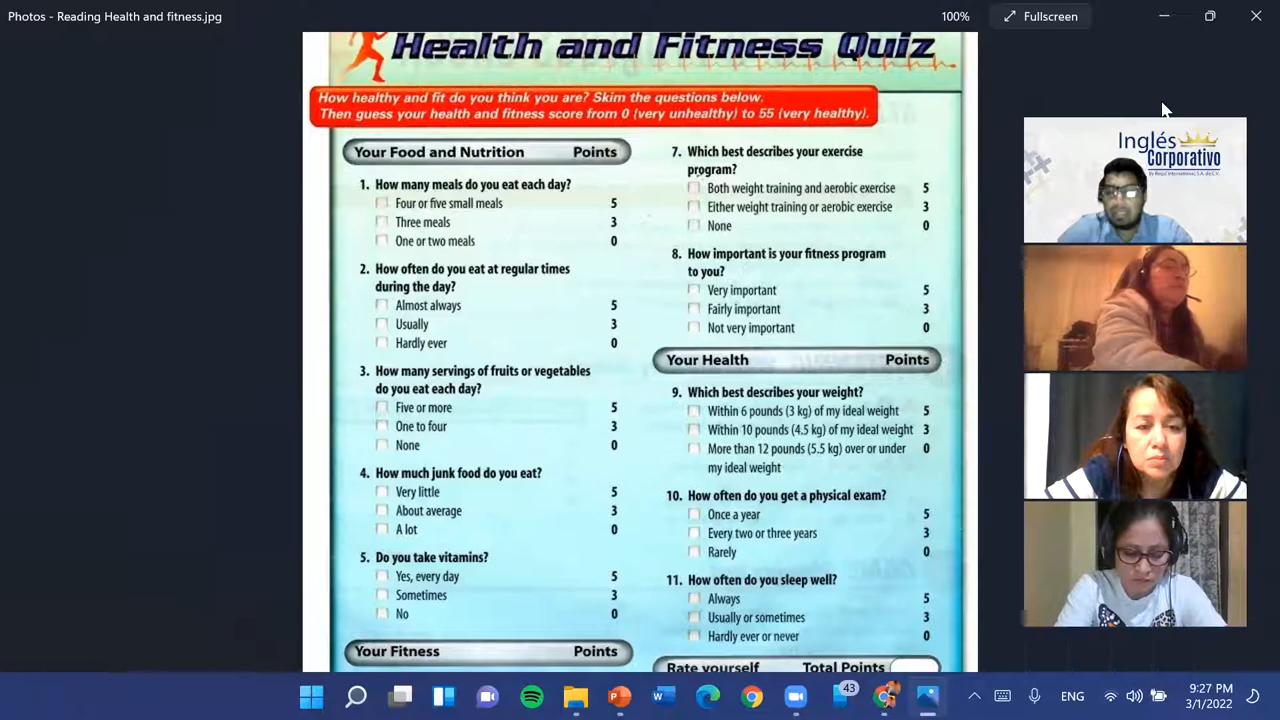 Photos - Reading Health and fitness.jpg
100%
Fullscreen
Health and Fitness Quiz
How healthy and fit do you think you are? Skim the questions below.
Then guess your health and fitness score from 0 (very unhealthy) to 55 (very healthy).
Your Food and Nutrition Points
1. How many meals do you eat each day?
Four or five small meals 5
Three meals 3
One or two meals 0
2. How often do you eat at regular times
during the day?
Almost always 5
Usually 3
Hardly ever 0
3. How many servings of fruits or vegetables
do you eat each day?
Five or more 5
One to four 3
None 0
4. How much junk food do you eat?
Very little 5
About average 3
A lot 0
5. Do you take vitamins?
Yes, every day 5
Sometimes 3
No 0
Your Fitness Points
7. Which best describes your exercise
program?
Both weight training and aerobic exercise 5
Either weight training or aerobic exercise 3
None 0
8. How important is your fitness program
to you?
Very important 5
Fairly important 3
Not very important 0
Your Health Points
9. Which best describes your weight?
Within 6 pounds (3 kg) of my ideal weight 5
Within 10 pounds (4.5 kg) of my ideal weight 3
More than 12 pounds (5.5 kg) over or under 0
my ideal weight
10. How often do you get a physical exam?
Once a year 5
Every two or three years 3
Rarely 0
11. How often do you sleep well?
Always 5
Usually or sometimes 3
Hardly ever or never 0
Rate yourself Total Points
Inglés
Corporativo
by Regal International, S.A. de C.V.
43
ENG
9:27 PM
3/1/2022